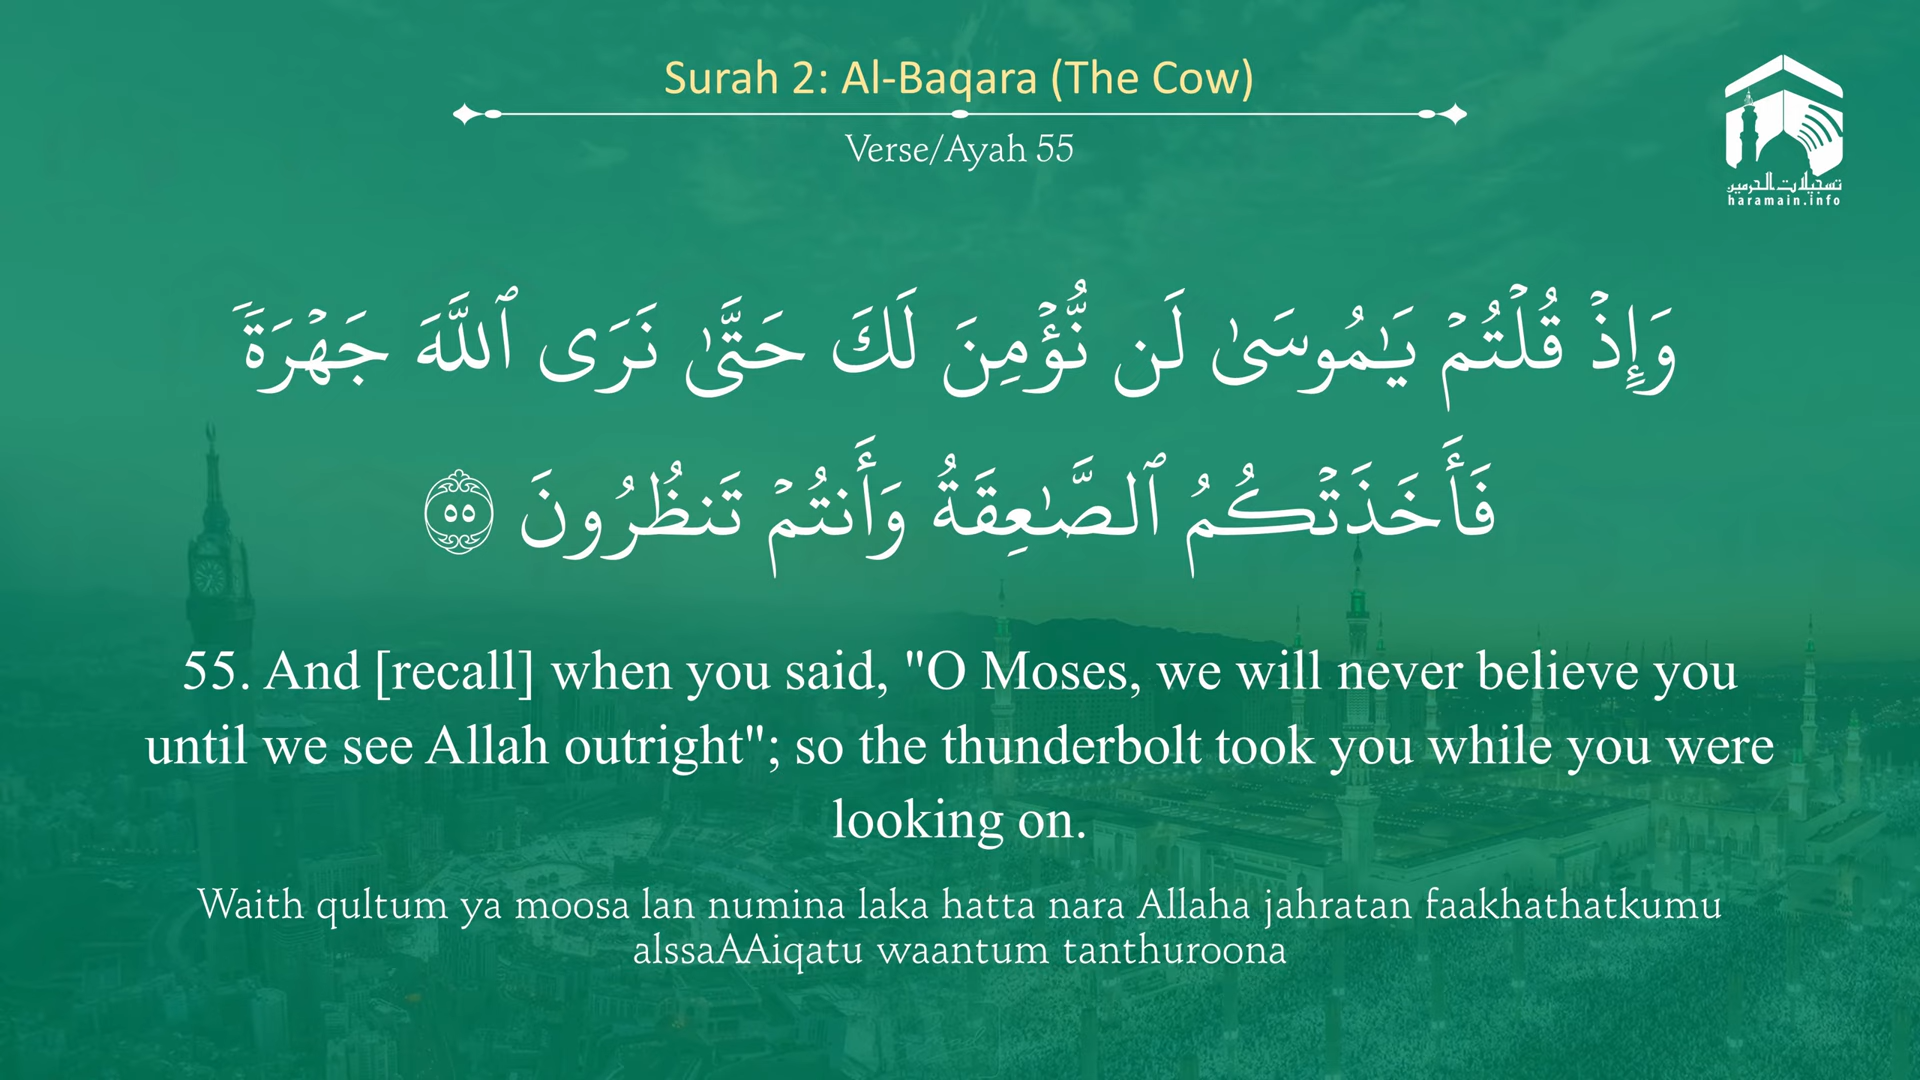 Surah 2: Al-Baqara (The Cow)
Verse/Ayah 55
تسجيلات الحرمين
haramain.info
وَإِذۡ قُلۡتُمۡ يَـٰمُوسَىٰ لَن نُّؤۡمِنَ لَكَ حَتَّىٰ نَرَى ٱللَّهَ جَهۡرَةࣰ
فَأَخَذَتۡكُمُ ٱلصَّـٰعِقَةُ وَأَنتُمۡ تَنظُرُونَ ٥٥
55. And [recall] when you said, "O Moses, we will never believe you
until we see Allah outright"; so the thunderbolt took you while you were
looking on.
Waith qultum ya moosa lan numina laka hatta nara Allaha jahratan faakhathatkumu
alssaAAiqatu waantum tanthuroona